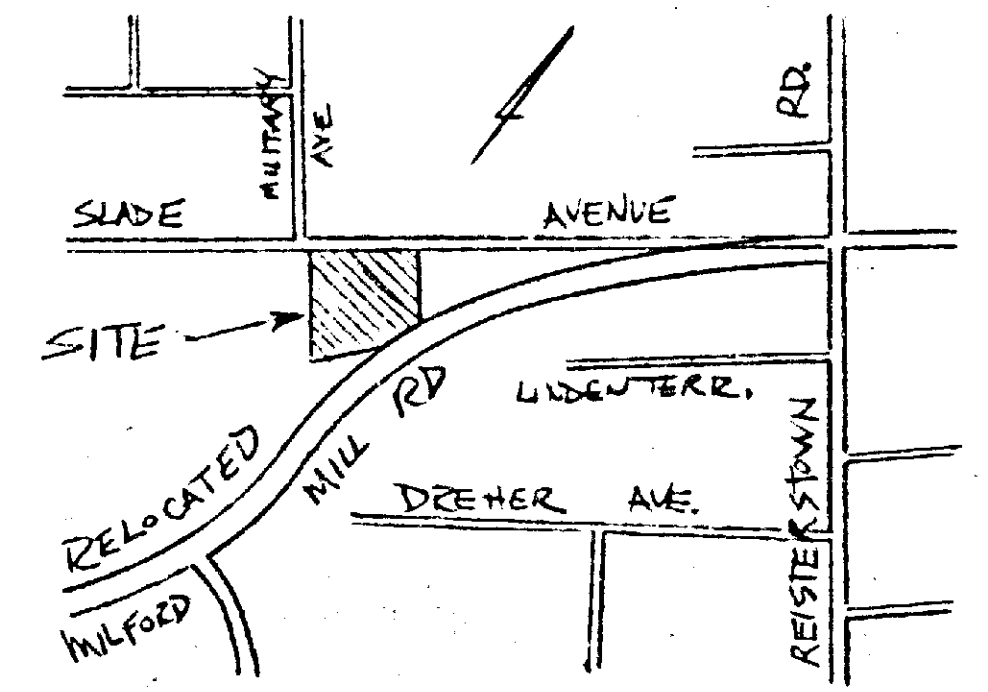 MILITARY
AVE
RD.
SLADE AVENUE
SITE
LINDEN TERR.
RELOCATED
MILFORD MILL RD
DREHER AVE.
REISTERSTOWN